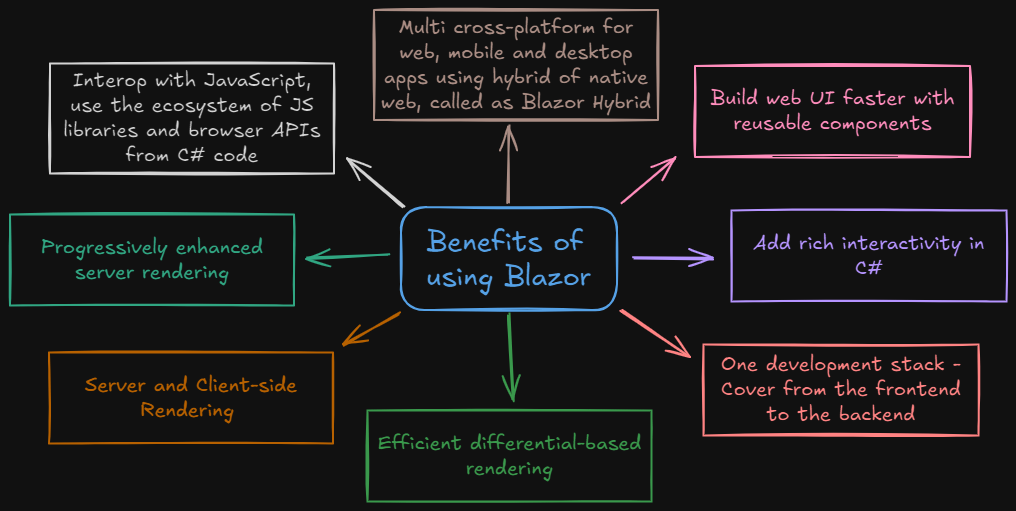 Multi cross-platform for
web, mobile and desktop
apps using hybrid of native
web, called as Blazor Hybrid
Interop with JavaScript,
use the ecosystem of JS
libraries and browser APIs
from C# code
Build web UI faster with
reusable components
Progressively enhanced
server rendering
Benefits of
using Blazor
Add rich interactivity in
C#
Server and Client-side
Rendering
One development stack -
Cover from the frontend
to the backend
Efficient differential-based
rendering